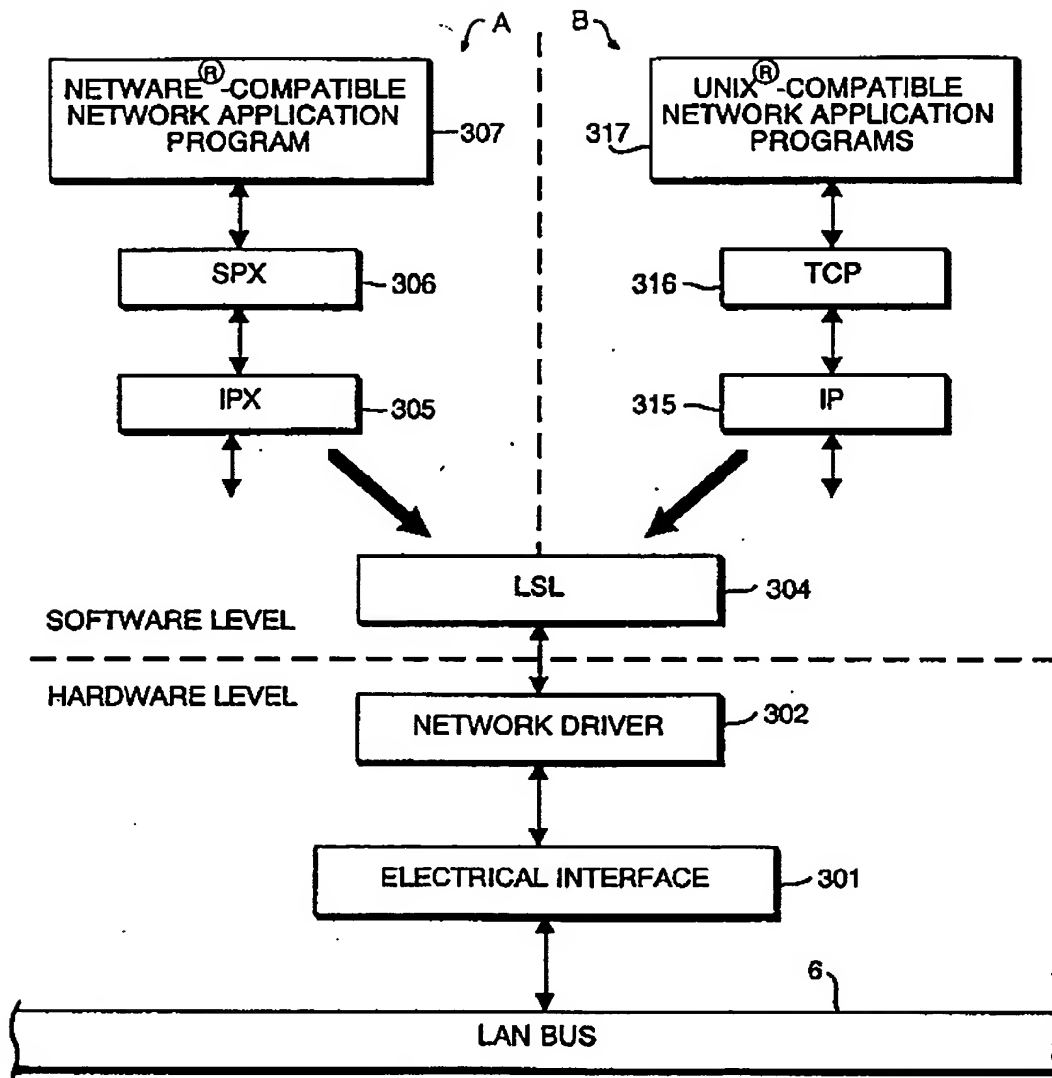 A
B
NETWARE®-COMPATIBLE
NETWORK APPLICATION
PROGRAM
307
UNIX®-COMPATIBLE
NETWORK APPLICATION
PROGRAMS
317
SPX
306
TCP
316
IPX
305
IP
315
LSL
304
SOFTWARE LEVEL
HARDWARE LEVEL
NETWORK DRIVER
302
ELECTRICAL INTERFACE
301
6
LAN BUS